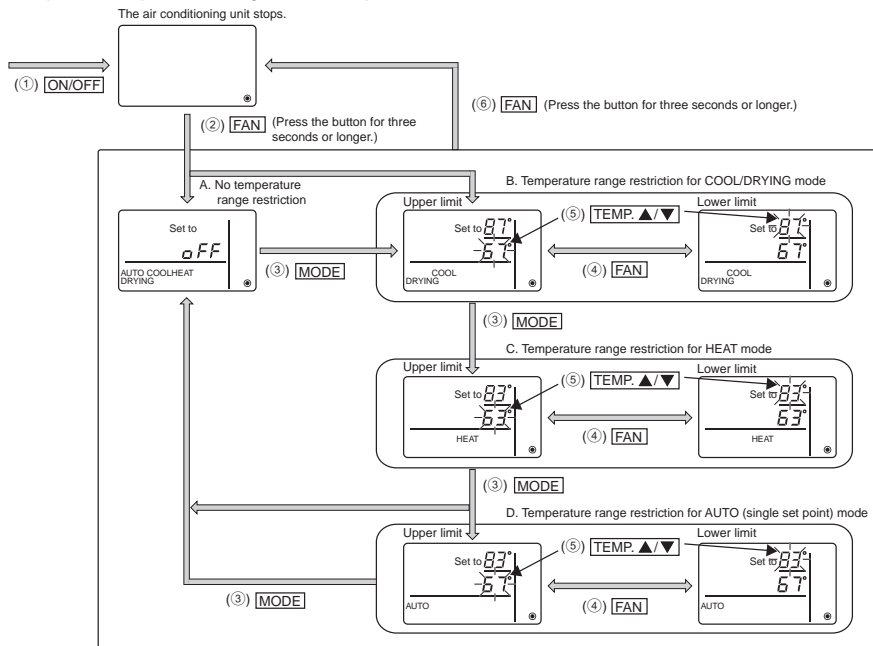 The air conditioning unit stops.
(①) ON/OFF
(②) FAN (Press the button for three
seconds or longer.)
(⑥) FAN (Press the button for three seconds or longer.)
A. No temperature
range restriction
Set to
oFF
AUTO COOLHEAT
DRYING
(③) MODE
B. Temperature range restriction for COOL/DRYING mode
Upper limit
Set to 87°
67°
COOL
DRYING
(⑤) TEMP. ▲/▼
(④) FAN
Lower limit
Set to 87°
67°
COOL
DRYING
(③) MODE
C. Temperature range restriction for HEAT mode
Upper limit
Set to 83°
63°
HEAT
(⑤) TEMP. ▲/▼
(④) FAN
Lower limit
Set to 83°
63°
HEAT
(③) MODE
D. Temperature range restriction for AUTO (single set point) mode
Upper limit
Set to 83°
67°
AUTO
(⑤) TEMP. ▲/▼
(④) FAN
Lower limit
Set to 83°
67°
AUTO
(③) MODE